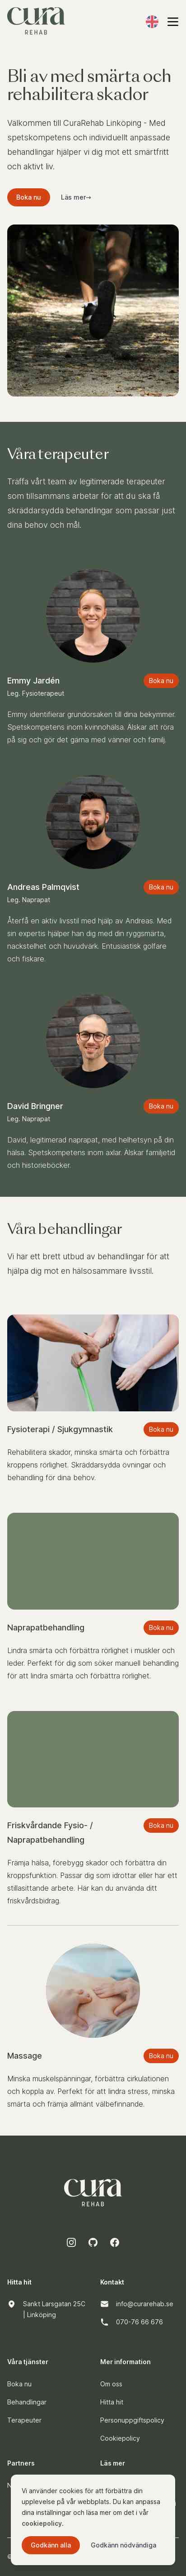 cura
REHAB
Bli av med smärta och
rehabilitera skador
Välkommen till CuraRehab Linköping - Med
spetskompetens och individuellt anpassade
behandlingar hjälper vi dig mot ett smärtfritt
och aktivt liv.
Boka nu
Läs mer→
Våra terapeuter
Träffa vårt team av legitimerade terapeuter
som tillsammans arbetar för att du ska få
skräddarsydda behandlingar som passar just
dina behov och mål.
Emmy Jardén
Boka nu
Leg. Fysioterapeut
Emmy identifierar grundorsaken till dina bekymmer.
Spetskompetens inom kvinnohälsa. Älskar att röra
på sig och gör det gärna med vänner och familj.
Andreas Palmqvist
Boka nu
Leg. Naprapat
Återfå en aktiv livsstil med hjälp av Andreas. Med
sin expertis hjälper han dig med din ryggsmärta,
nackstelhet och huvudvärk. Entusiastisk golfare
och fiskare.
David Bringner
Boka nu
Leg. Naprapat
David, legitimerad naprapat, med helhetsyn på din
hälsa. Spetskompetens inom axlar. Älskar familjetid
och historieböcker.
Våra behandlingar
Vi har ett brett utbud av behandlingar för att
hjälpa dig mot en hälsosammare livsstil.
Fysioterapi / Sjukgymnastik
Boka nu
Rehabilitera skador, minska smärta och förbättra
kroppens rörlighet. Skräddarsydda övningar och
behandling för dina behov.
Naprapatbehandling
Boka nu
Lindra smärta och förbättra rörlighet i muskler och
leder. Perfekt för dig som söker manuell behandling
för att lindra smärta och förbättra rörlighet.
Friskvårdande Fysio- /
Naprapatbehandling
Boka nu
Främja hälsa, förebygg skador och förbättra din
kroppsfunktion. Passar dig som idrottar eller har ett
stillasittande arbete. Här kan du använda ditt
friskvårdsbidrag.
Massage
Boka nu
Minska muskelspänningar, förbättra cirkulationen
och koppla av. Perfekt för att lindra stress, minska
smärta och främja allmänt välbefinnande.
cura
REHAB
Hitta hit
Sankt Larsgatan 25C
| Linköping
Kontakt
info@curarehab.se
070-76 66 676
Våra tjänster
Boka nu
Behandlingar
Terapeuter
Mer information
Om oss
Hitta hit
Personuppgiftspolicy
Cookiepolicy
Partners
Läs mer
Vi använder cookies för att förbättra din
upplevelse på vår webbplats. Du kan anpassa
dina inställningar och läsa mer om det i vår
cookiepolicy.
Godkänn alla
Godkänn nödvändiga